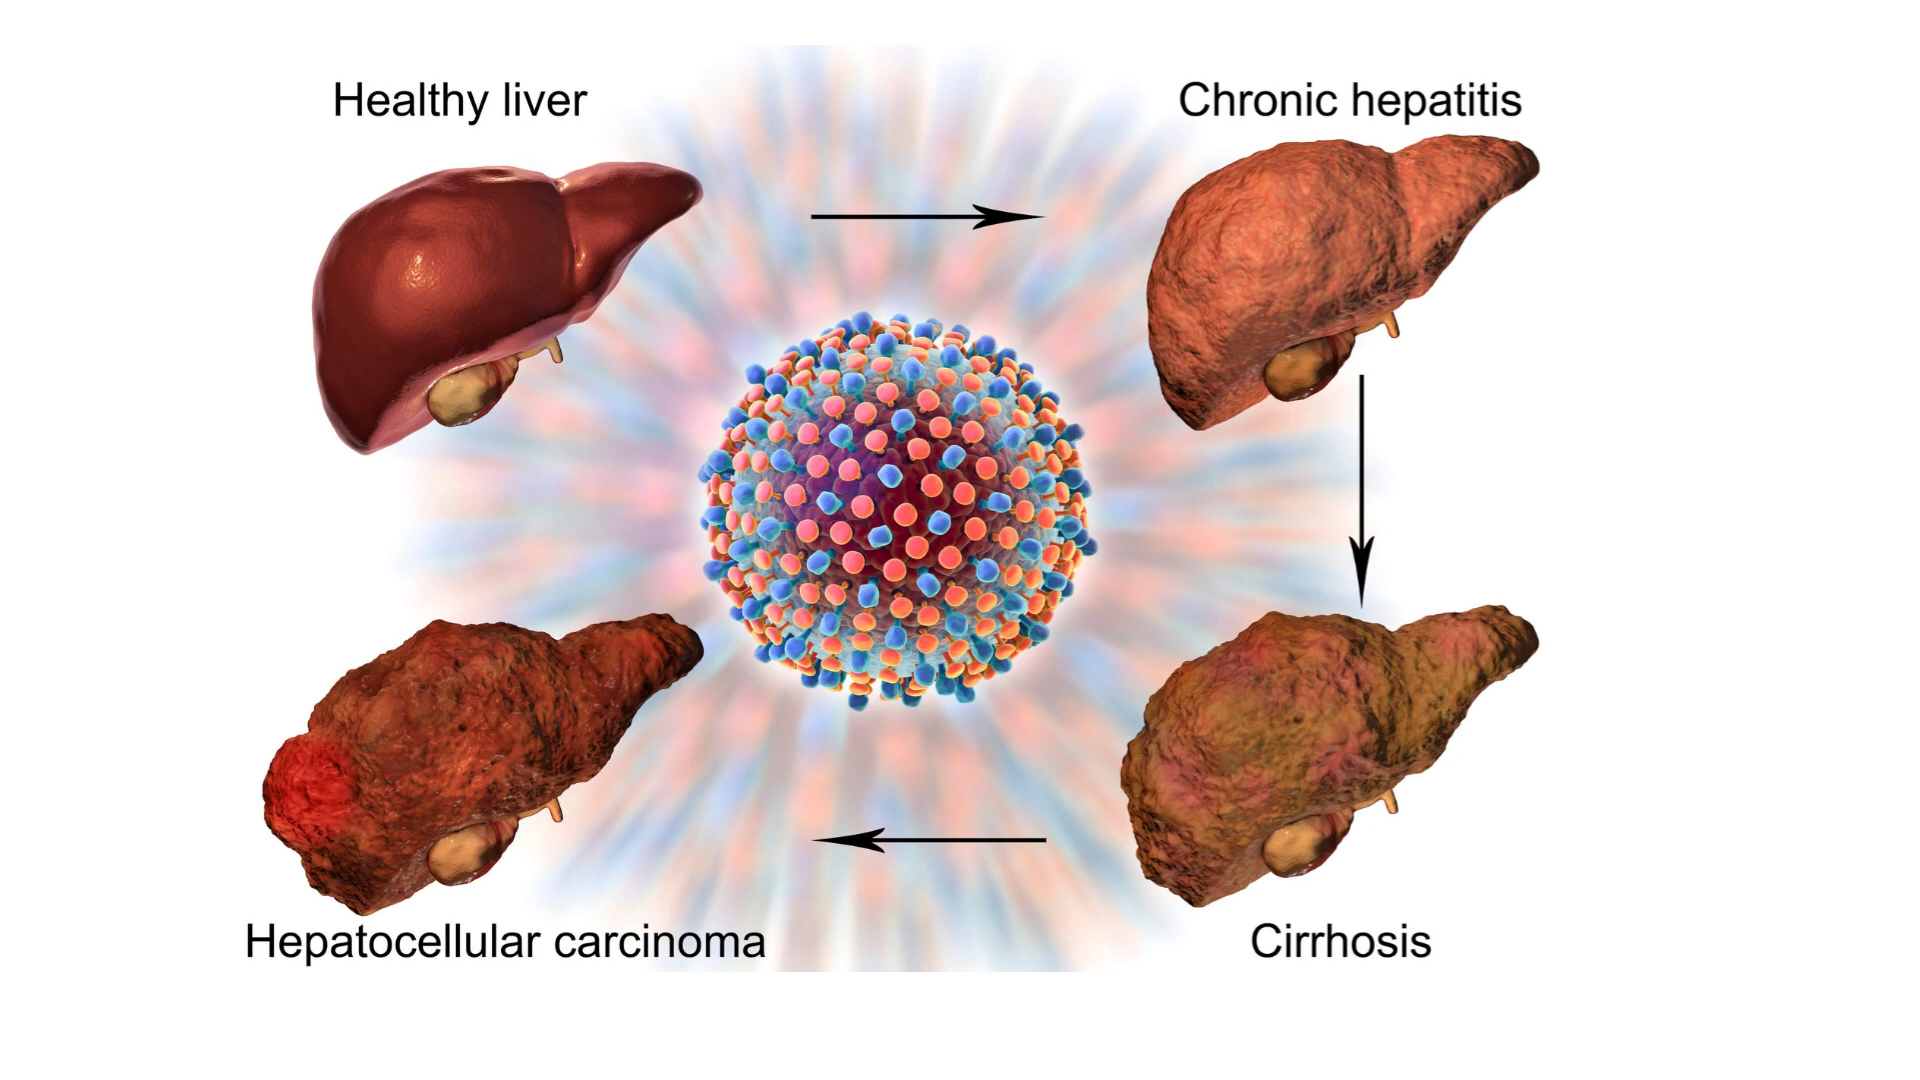 Healthy liver
Chronic hepatitis
Hepatocellular carcinoma
Cirrhosis